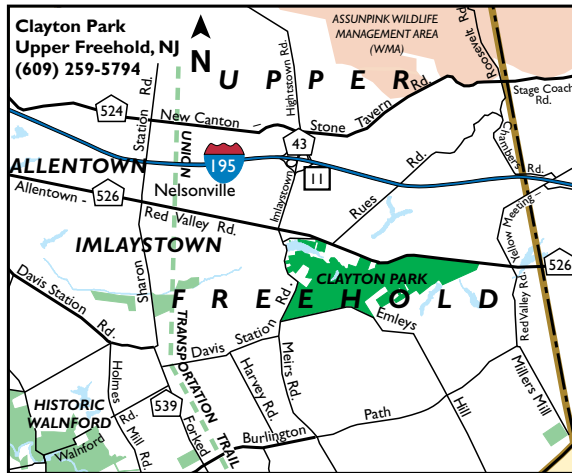 Clayton Park
Upper Freehold, NJ
(609) 259-5794
N
ASSUNPINK WILDLIFE
MANAGEMENT AREA
(WMA)
Roosevelt Rd.
Hightstown Rd.
Station Rd.
UPPER
Stage Coach
Rd.
524
New Canton -
Stone
Tavern
Rd.
43
UNION
Chambers Rd.
ALLENTOWN
195
11
Nelsonville
Imlaystown
Rues
Rd.
Allentown -
526
Red Valley Rd.
Yellow Meeting -
IMLAYSTOWN
526
CLAYTON PARK
Davis Station
Rd.
Sharon
FREEHOLD
Rd.
Emleys
Red Valley Rd.
TRANSPORTATION TRAIL
Davis
Station
Holmes
Rd.
Harvey Rd.
Meirs Rd.
Millers Mill
HISTORIC
WALNFORD
539
Path
Walnford
Mill Rd.
Forked
Burlington
Hill